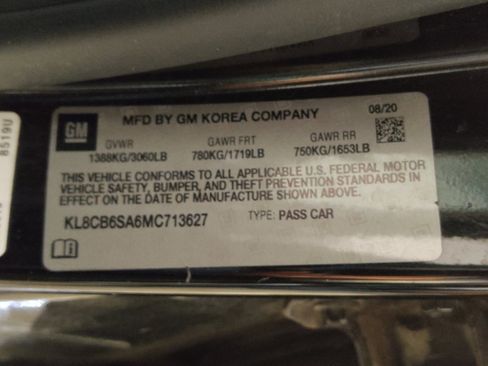 8519U
GM
MFD BY GM KOREA COMPANY
08/20
GVWR
GAWR FRT
GAWR RR
1388KG/3060LB
780KG/1719LB
750KG/1653LB
THIS VEHICLE CONFORMS TO ALL APPLICABLE U.S. FEDERAL MOTOR
VEHICLE SAFETY, BUMPER, AND THEFT PREVENTION STANDARDS IN
EFFECT ON THE DATE OF MANUFACTURE SHOWN ABOVE.
KL8CB6SA6MC713627
TYPE: PASS CAR